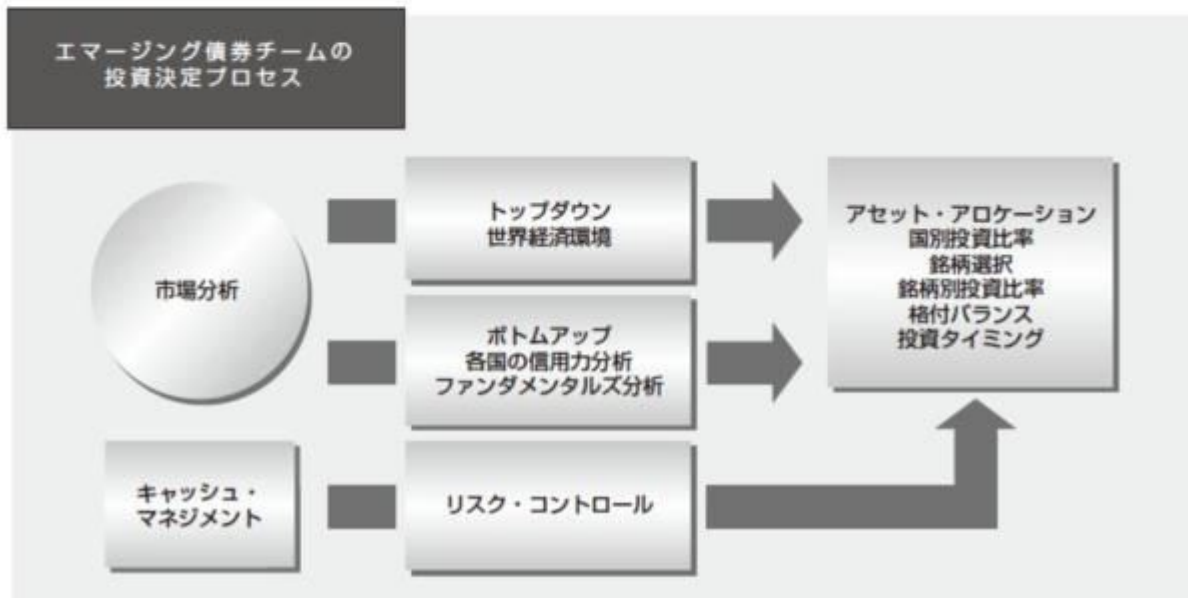 エマージング債券チームの
投資決定プロセス
市場分析
トップダウン
世界経済環境
ボトムアップ
各国の信用力分析
ファンダメンタルズ分析
キャッシュ・
マネジメント
リスク・コントロール
アセット・アロケーション
国別投資比率
銘柄選択
銘柄別投資比率
格付バランス
投資タイミング